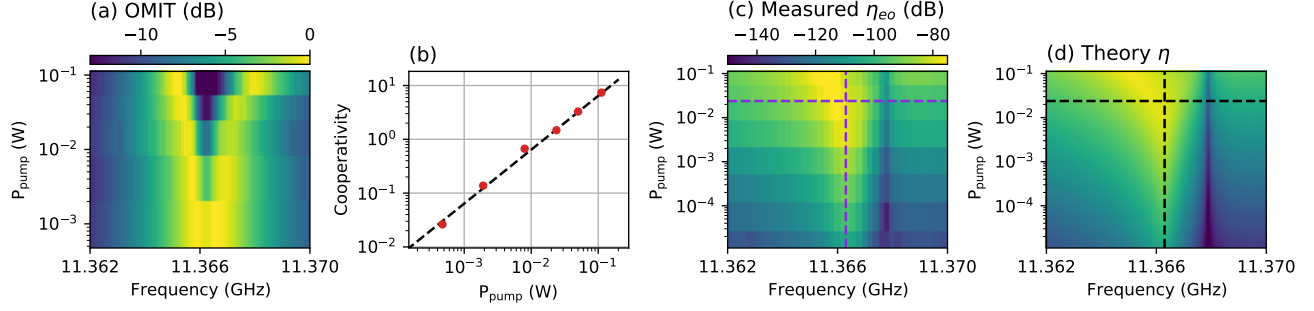 (a) OMIT (dB)
−10 −5 0
10⁻¹
10⁻²
10⁻³
P_pump (W)
11.362 11.366 11.370
Frequency (GHz)
(b)
10¹
10⁰
10⁻¹
10⁻²
Cooperativity
10⁻³ 10⁻² 10⁻¹
P_pump (W)
(c) Measured η_eo (dB)
−140 −120 −100 −80
10⁻¹
10⁻²
10⁻³
10⁻⁴
P_pump (W)
11.362 11.366 11.370
Frequency (GHz)
(d) Theory η
10⁻¹
10⁻²
10⁻³
10⁻⁴
P_pump (W)
11.362 11.366 11.370
Frequency (GHz)